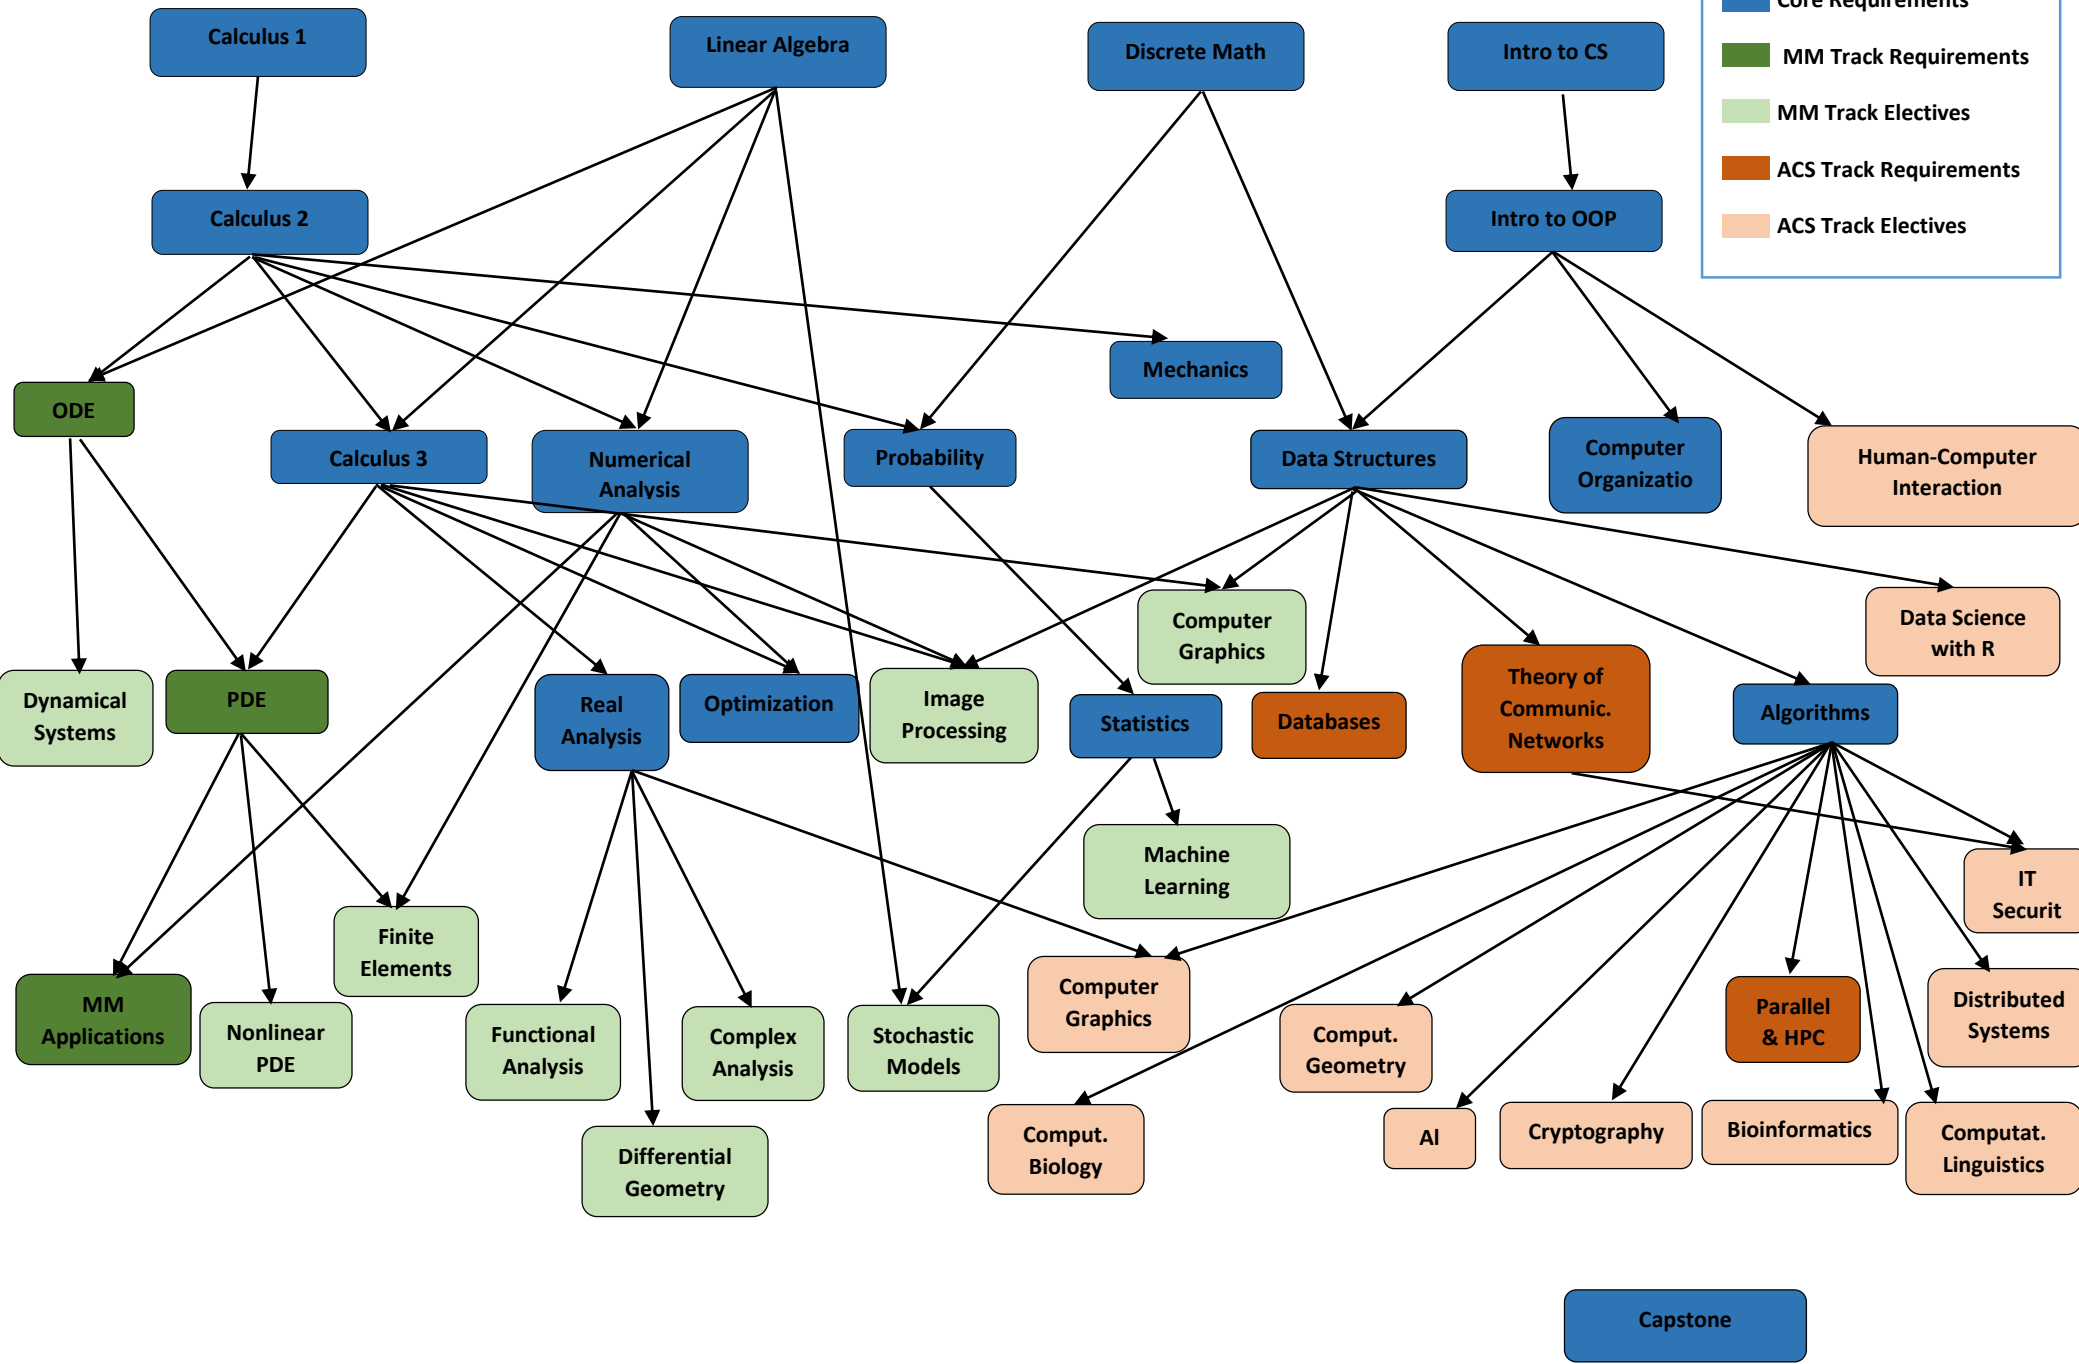 Core Requirements
Calculus 1
Linear Algebra
Discrete Math
Intro to CS
MM Track Requirements
MM Track Electives
ACS Track Requirements
ACS Track Electives
Calculus 2
Intro to OOP
Mechanics
ODE
Calculus 3
Numerical
Analysis
Probability
Data Structures
Computer
Organizatio
Human-Computer
Interaction
Computer
Graphics
Data Science
with R
Dynamical
Systems
PDE
Real
Analysis
Optimization
Image
Processing
Statistics
Databases
Theory of
Communic.
Networks
Algorithms
Machine
Learning
IT
Securit
Finite
Elements
MM
Applications
Nonlinear
PDE
Functional
Analysis
Complex
Analysis
Stochastic
Models
Computer
Graphics
Comput.
Geometry
Parallel
& HPC
Distributed
Systems
Differential
Geometry
Comput.
Biology
AI
Cryptography
Bioinformatics
Computat.
Linguistics
Capstone